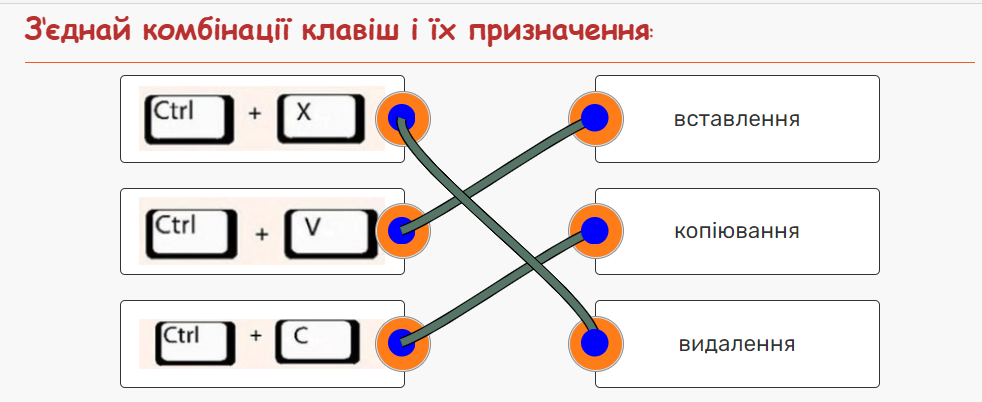 З'єднай комбінації клавіш і їх призначення:
Ctrl + X
вставлення
Ctrl + V
копіювання
Ctrl + C
видалення